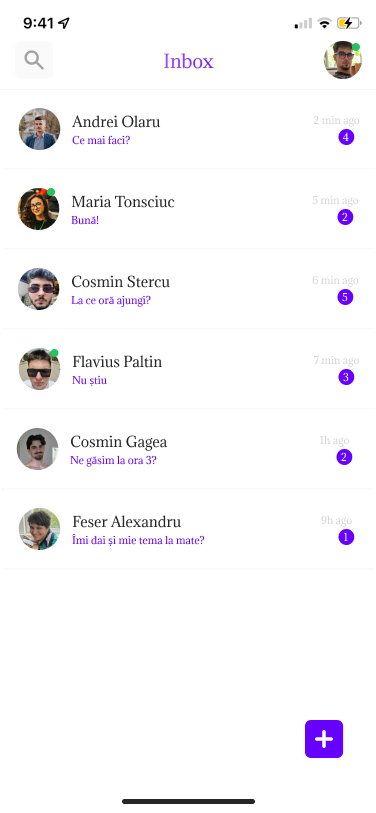 9:41
Inbox
Andrei Olaru
2 min ago
Ce mai faci?
4
Maria Tonsciuc
5 min ago
Bună!
2
Cosmin Stercu
6 min ago
La ce oră ajungi?
5
Flavius Paltin
7 min ago
Nu știu
3
Cosmin Gagea
1h ago
Ne găsim la ora 3?
2
Feser Alexandru
9h ago
Îmi dai și mie tema la mate?
1